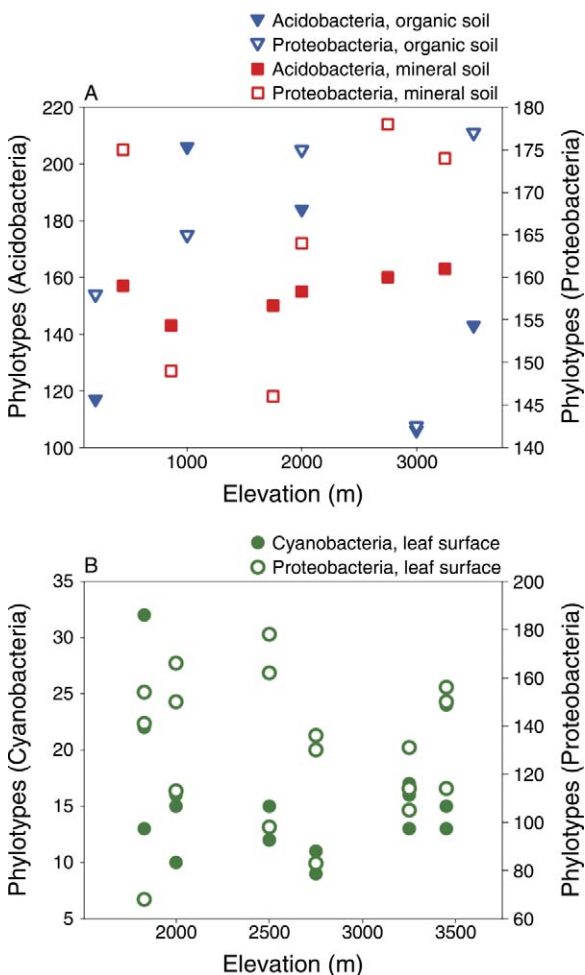 Acidobacteria, organic soil
Proteobacteria, organic soil
Acidobacteria, mineral soil
Proteobacteria, mineral soil
A
220
200
180
160
140
120
100
Phylotypes (Acidobacteria)
180
175
170
165
160
155
150
145
140
Phylotypes (Proteobacteria)
1000 2000 3000
Elevation (m)
Cyanobacteria, leaf surface
Proteobacteria, leaf surface
B
35
30
25
20
15
10
5
Phylotypes (Cyanobacteria)
200
180
160
140
120
100
80
60
Phylotypes (Proteobacteria)
2000 2500 3000 3500
Elevation (m)